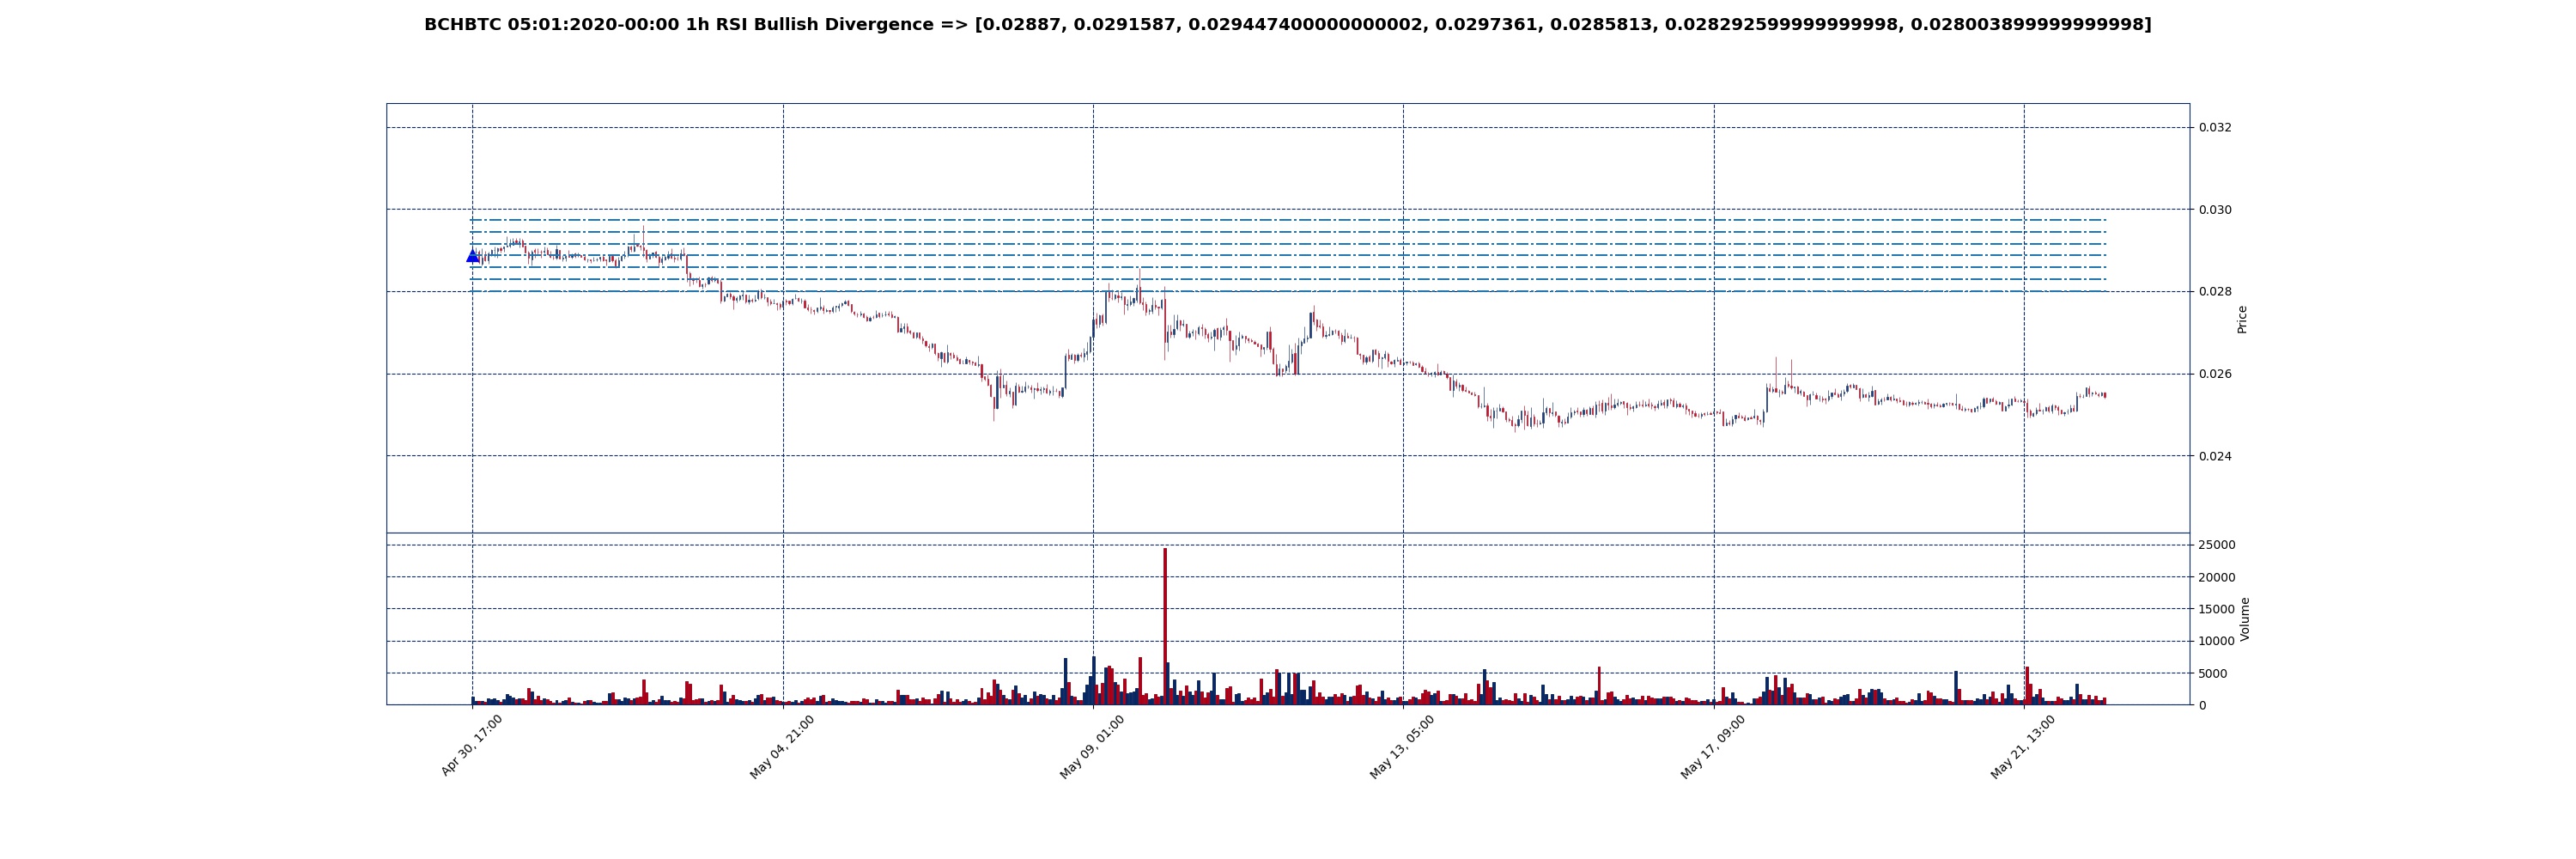 BCHBTC 05:01:2020-00:00 1h RSI Bullish Divergence => [0.02887, 0.0291587, 0.029447400000000002, 0.0297361, 0.0285813, 0.028292599999999998, 0.028003899999999998]
0.032
0.030
0.028
0.026
0.024
Price
25000
20000
15000
10000
5000
0
Volume
Apr 30, 17:00
May 04, 21:00
May 09, 01:00
May 13, 05:00
May 17, 09:00
May 21, 13:00